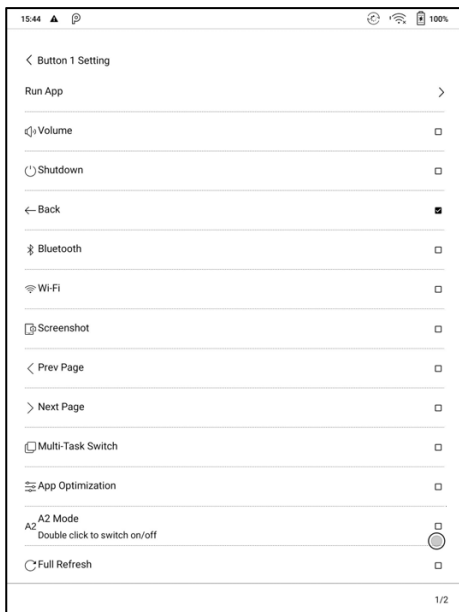 15:44 100%
Button 1 Setting
Run App
Volume
Shutdown
Back
Bluetooth
Wi-Fi
Screenshot
Prev Page
Next Page
Multi-Task Switch
App Optimization
A2 A2 Mode
Double click to switch on/off
Full Refresh
1/2